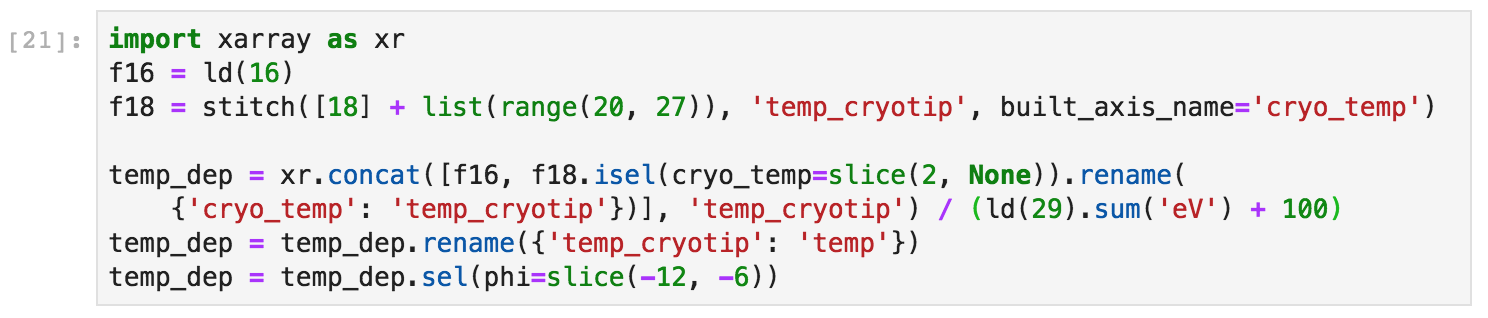 [21]:
import xarray as xr
f16 = ld(16)
f18 = stitch([18] + list(range(20, 27)), 'temp_cryotip', built_axis_name='cryo_temp')

temp_dep = xr.concat([f16, f18.isel(cryo_temp=slice(2, None)).rename(
    {'cryo_temp': 'temp_cryotip'})], 'temp_cryotip') / (ld(29).sum('eV') + 100)
temp_dep = temp_dep.rename({'temp_cryotip': 'temp'})
temp_dep = temp_dep.sel(phi=slice(-12, -6))